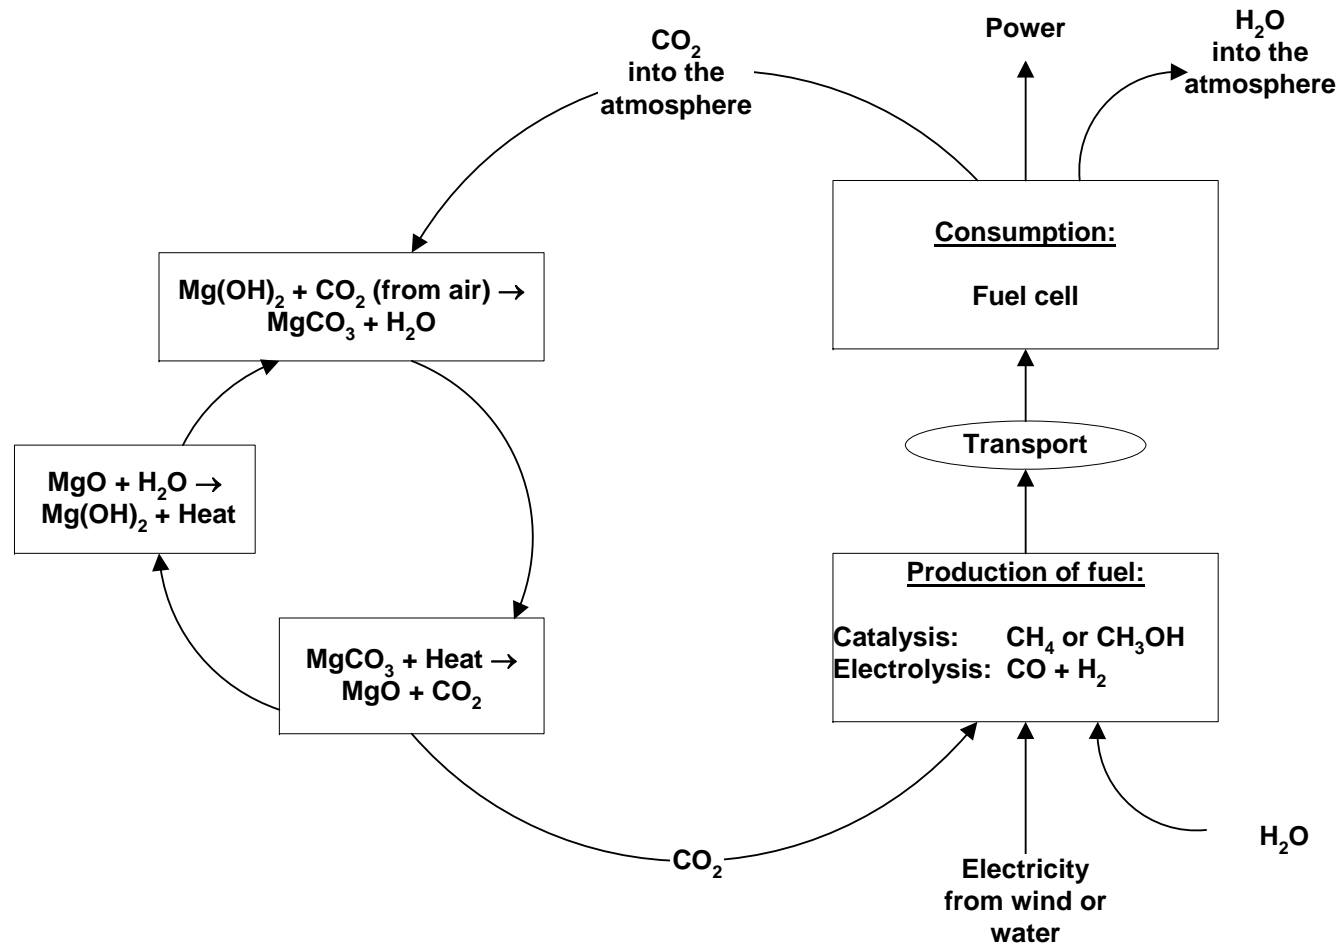 CO₂
into the
atmosphere
Power
H₂O
into the
atmosphere
Consumption:
Fuel cell
Mg(OH)₂ + CO₂ (from air) →
MgCO₃ + H₂O
Transport
MgO + H₂O →
Mg(OH)₂ + Heat
Production of fuel:
Catalysis: CH₄ or CH₃OH
Electrolysis: CO + H₂
MgCO₃ + Heat →
MgO + CO₂
CO₂
Electricity
from wind or
water
H₂O